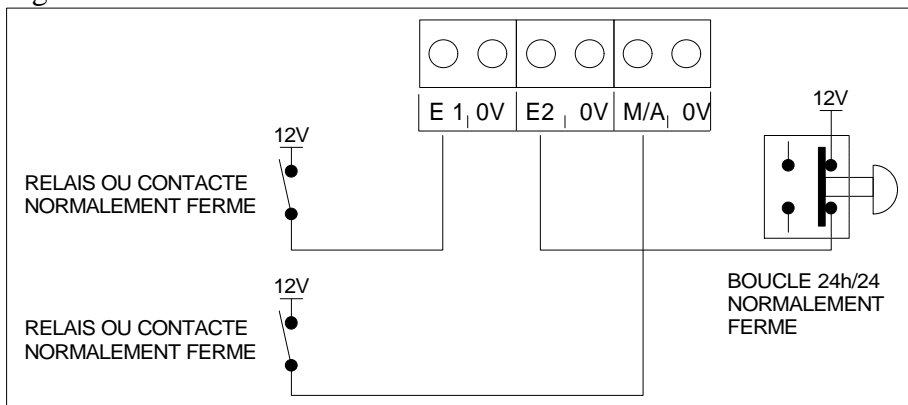 E 1 0V E2 0V M/A 0V
12V
12V
RELAIS OU CONTACTE
NORMALEMENT FERME
12V
BOUCLE 24h/24
NORMALEMENT
FERME
RELAIS OU CONTACTE
NORMALEMENT FERME